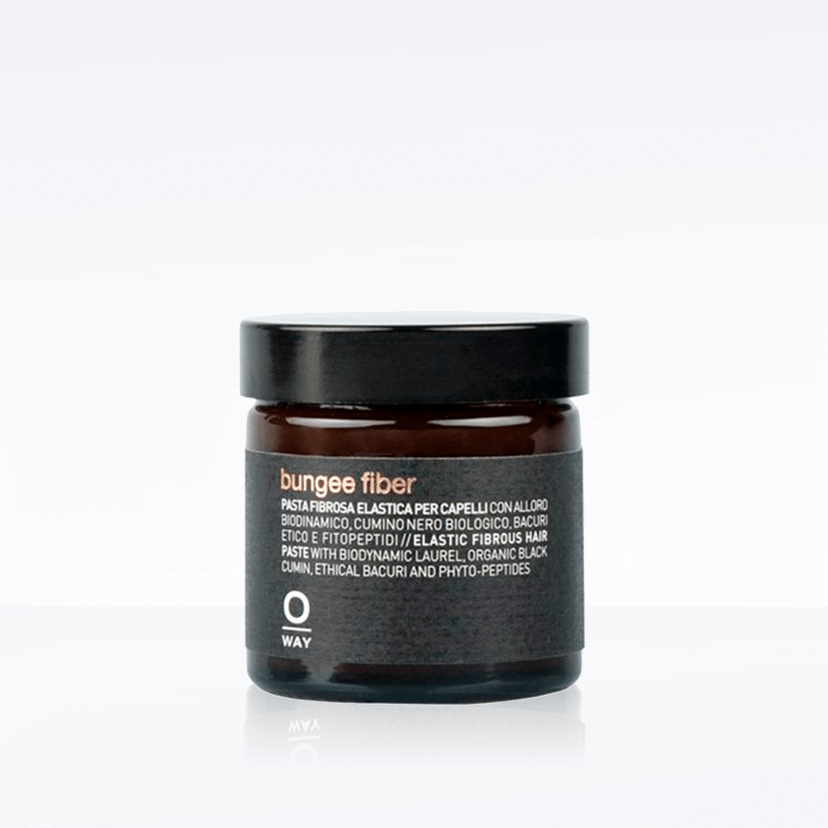 bungee fiber
PASTA FIBROSA ELASTICA PER CAPELLI CON ALLORO
BIODINAMICO, CUMINO NERO BIOLOGICO, BACURI
ETICO E FITOPEPTIDI // ELASTIC FIBROUS HAIR
PASTE WITH BIODYNAMIC LAUREL, ORGANIC BLACK
CUMIN, ETHICAL BACURI AND PHYTO-PEPTIDES
O
WAY